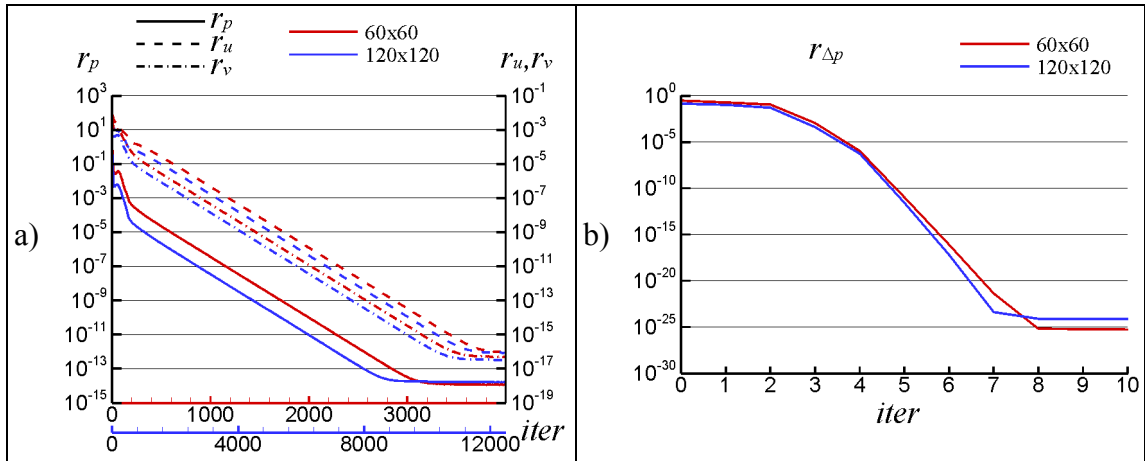 a)
r_p
r_u
r_v
60x60
120x120
r_p
r_u,r_v
10^3
10^1
10^-1
10^-3
10^-5
10^-7
10^-9
10^-11
10^-13
10^-15
10^-1
10^-3
10^-5
10^-7
10^-9
10^-11
10^-13
10^-15
10^-17
10^-19
0 1000 2000 3000
0 4000 8000 12000
iter
b)
r_Δp
60x60
120x120
10^0
10^-5
10^-10
10^-15
10^-20
10^-25
10^-30
0 1 2 3 4 5 6 7 8 9 10
iter